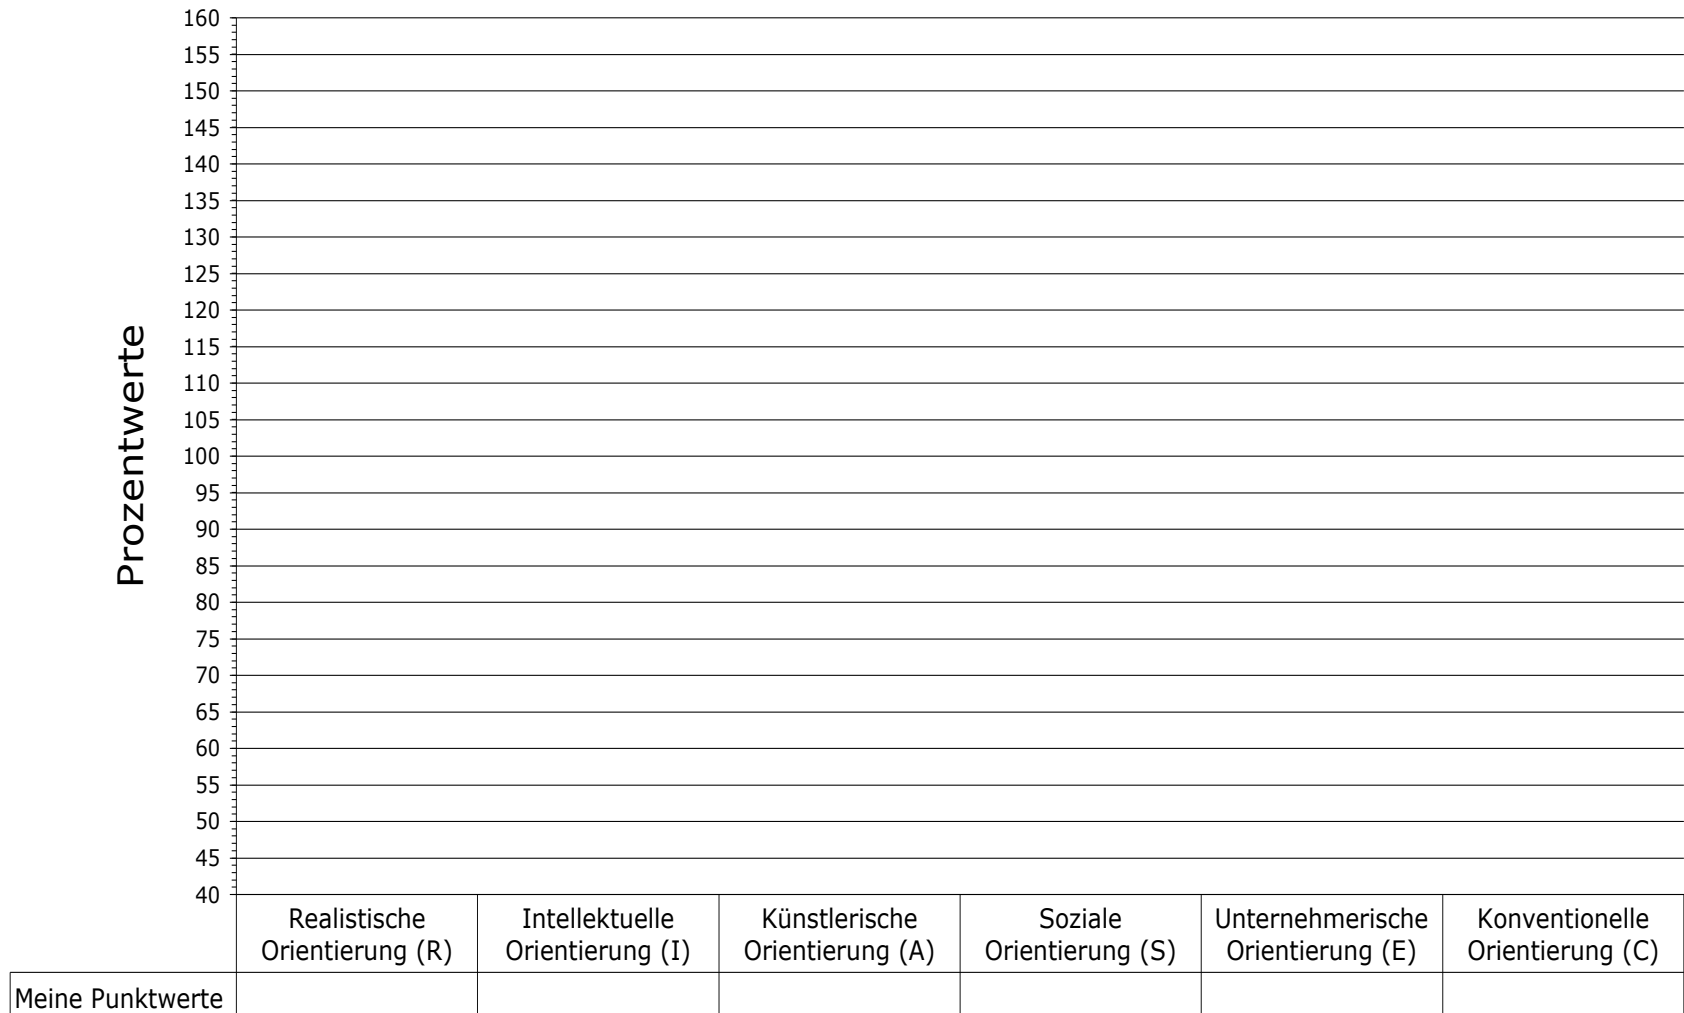 Prozentwerte
160
155
150
145
140
135
130
125
120
115
110
105
100
95
90
85
80
75
70
65
60
55
50
45
40
Realistische
Orientierung (R)
Intellektuelle
Orientierung (I)
Künstlerische
Orientierung (A)
Soziale
Orientierung (S)
Unternehmerische
Orientierung (E)
Konventionelle
Orientierung (C)
Meine Punktwerte